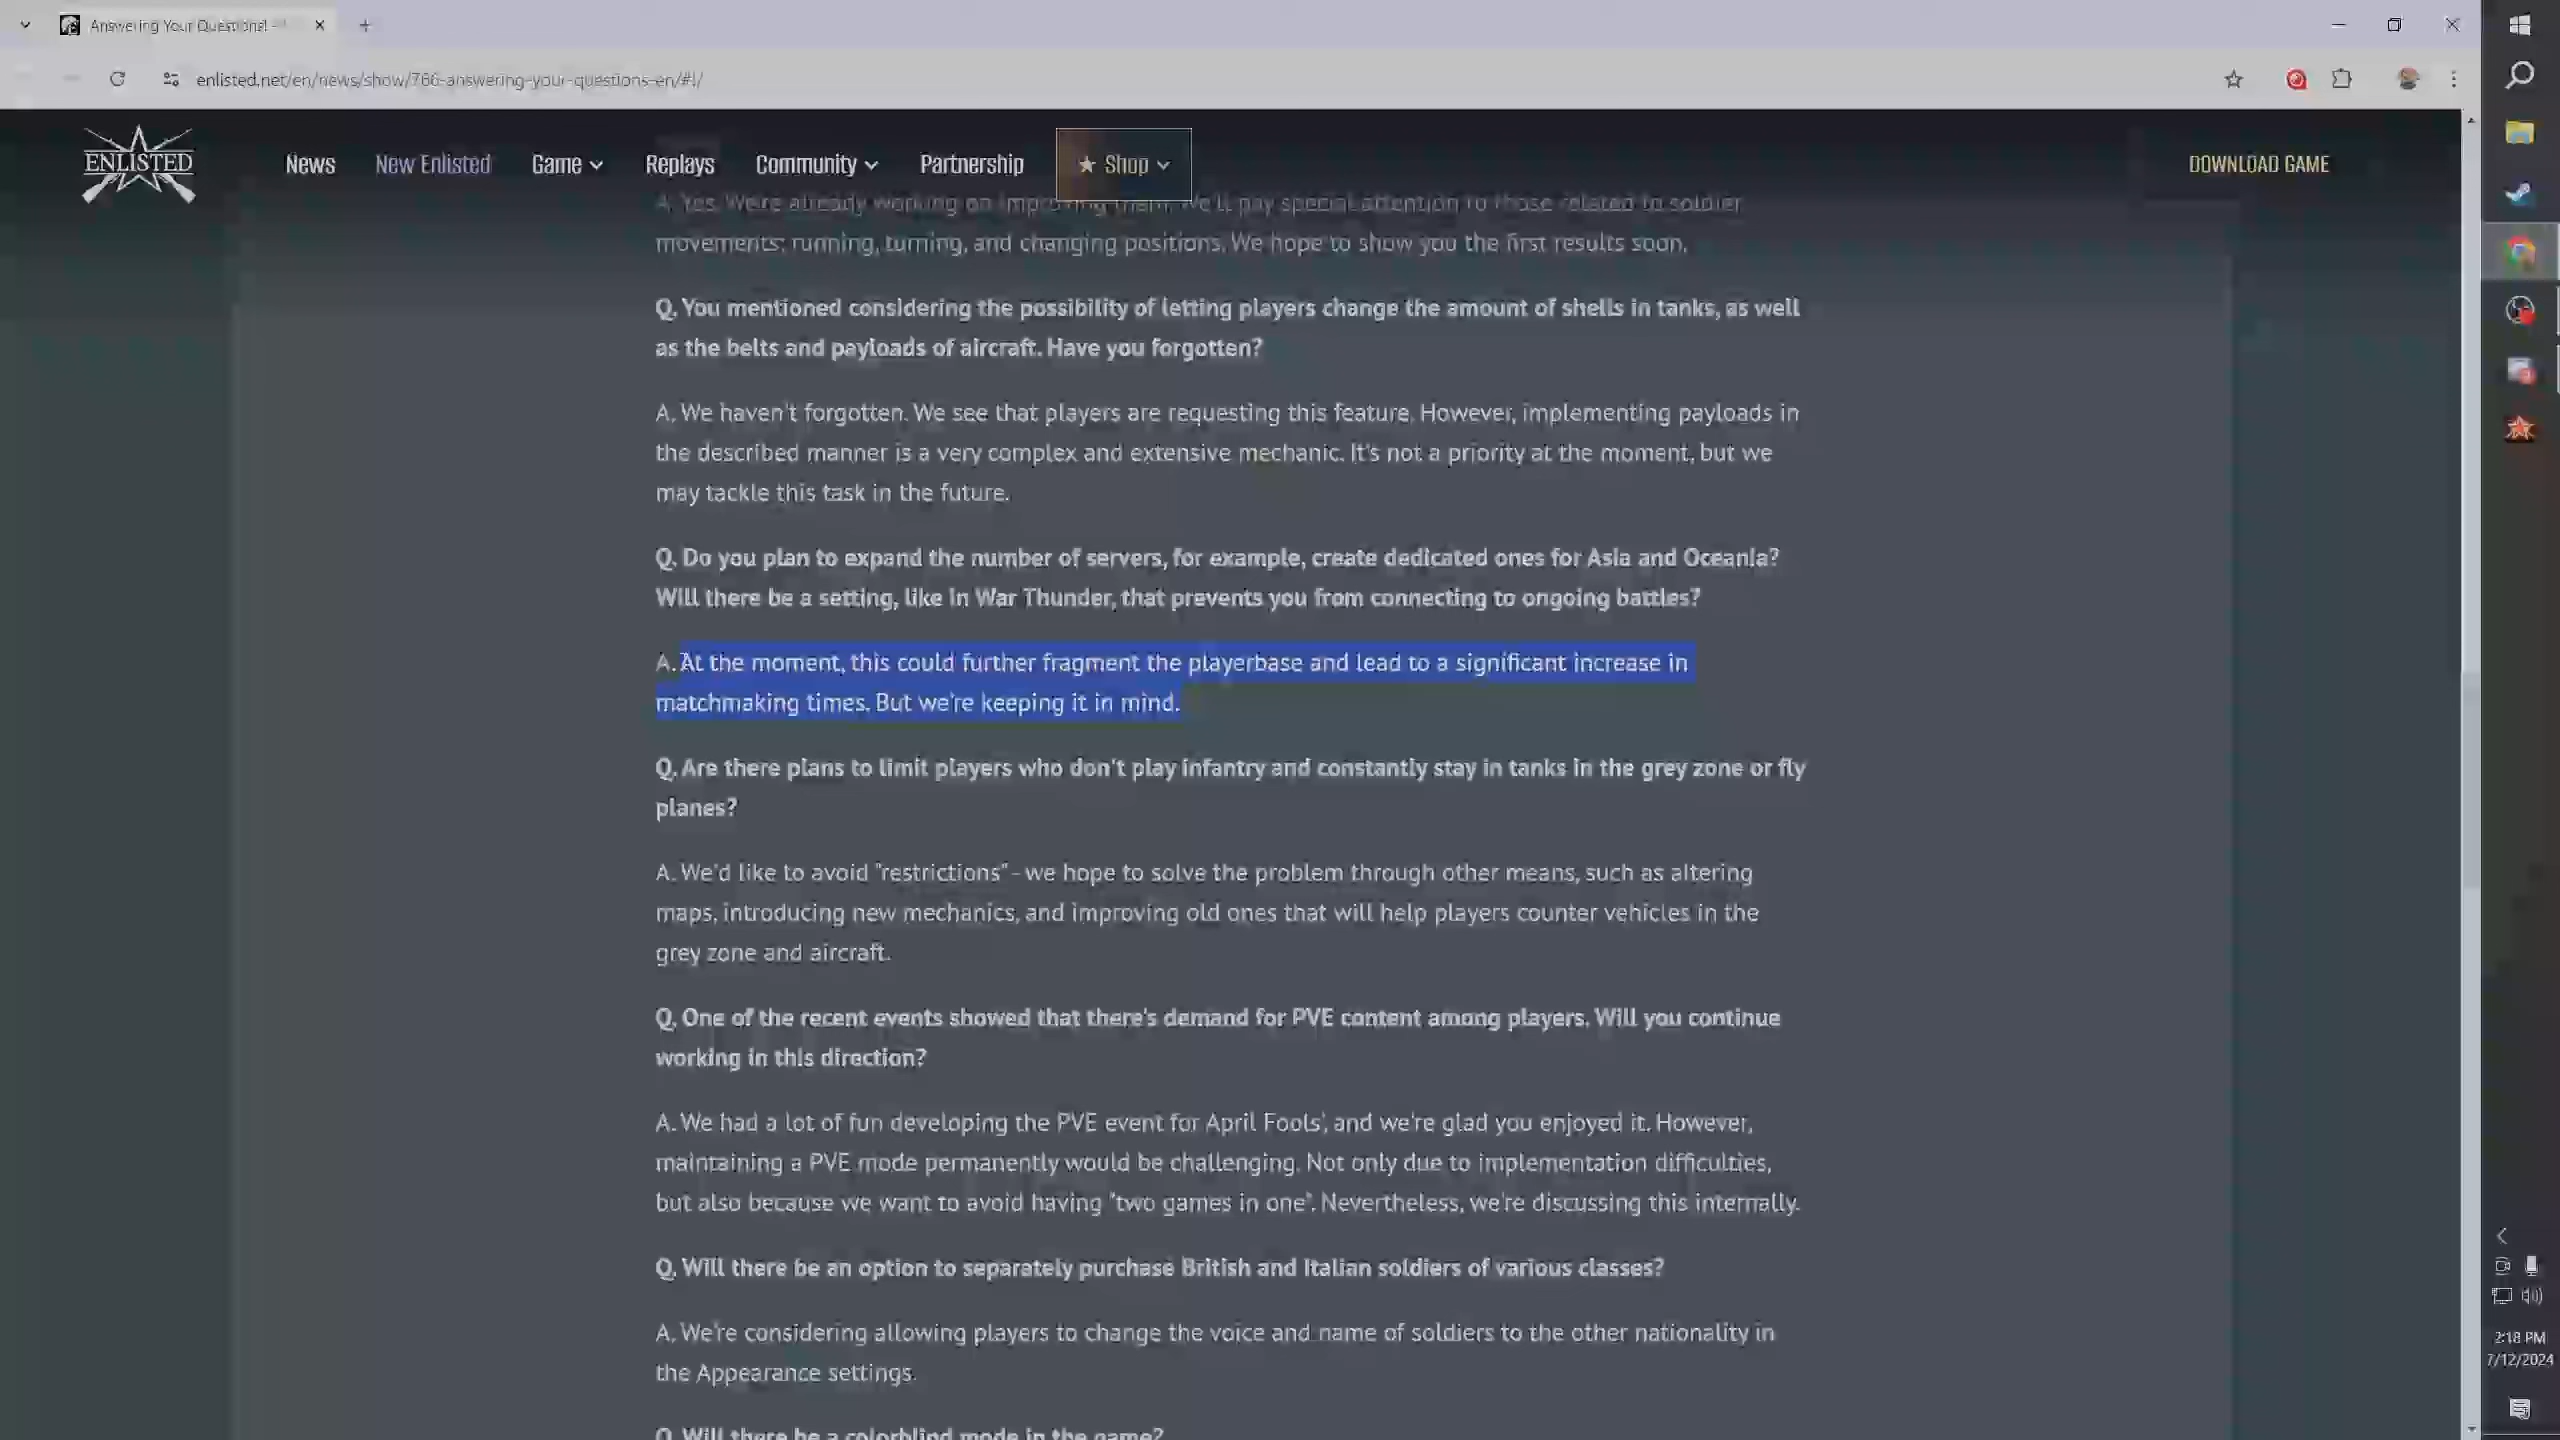 Answering Your Questions! -
enlisted.net/en/news/show/766-answering-your-questions-en/#!/
ENLISTED
News
New Enlisted
Game
Replays
Community
Partnership
Shop
DOWNLOAD GAME
A. Yes. We're already working on improving them. We'll pay special attention to those related to soldier
movements: running, turning, and changing positions. We hope to show you the first results soon.
Q. You mentioned considering the possibility of letting players change the amount of shells in tanks, as well
as the belts and payloads of aircraft. Have you forgotten?
A. We haven't forgotten. We see that players are requesting this feature. However, implementing payloads in
the described manner is a very complex and extensive mechanic. It's not a priority at the moment, but we
may tackle this task in the future.
Q. Do you plan to expand the number of servers, for example, create dedicated ones for Asia and Oceania?
Will there be a setting, like in War Thunder, that prevents you from connecting to ongoing battles?
A. At the moment, this could further fragment the playerbase and lead to a significant increase in
matchmaking times. But we're keeping it in mind.
Q. Are there plans to limit players who don't play infantry and constantly stay in tanks in the grey zone or fly
planes?
A. We'd like to avoid "restrictions" - we hope to solve the problem through other means, such as altering
maps, introducing new mechanics, and improving old ones that will help players counter vehicles in the
grey zone and aircraft.
Q. One of the recent events showed that there's demand for PVE content among players. Will you continue
working in this direction?
A. We had a lot of fun developing the PVE event for April Fools', and we're glad you enjoyed it. However,
maintaining a PVE mode permanently would be challenging. Not only due to implementation difficulties,
but also because we want to avoid having "two games in one". Nevertheless, we're discussing this internally.
Q. Will there be an option to separately purchase British and Italian soldiers of various classes?
A. We're considering allowing players to change the voice and name of soldiers to the other nationality in
the Appearance settings.
Q. Will there be a colorblind mode in the game?
2:18 PM
7/12/2024